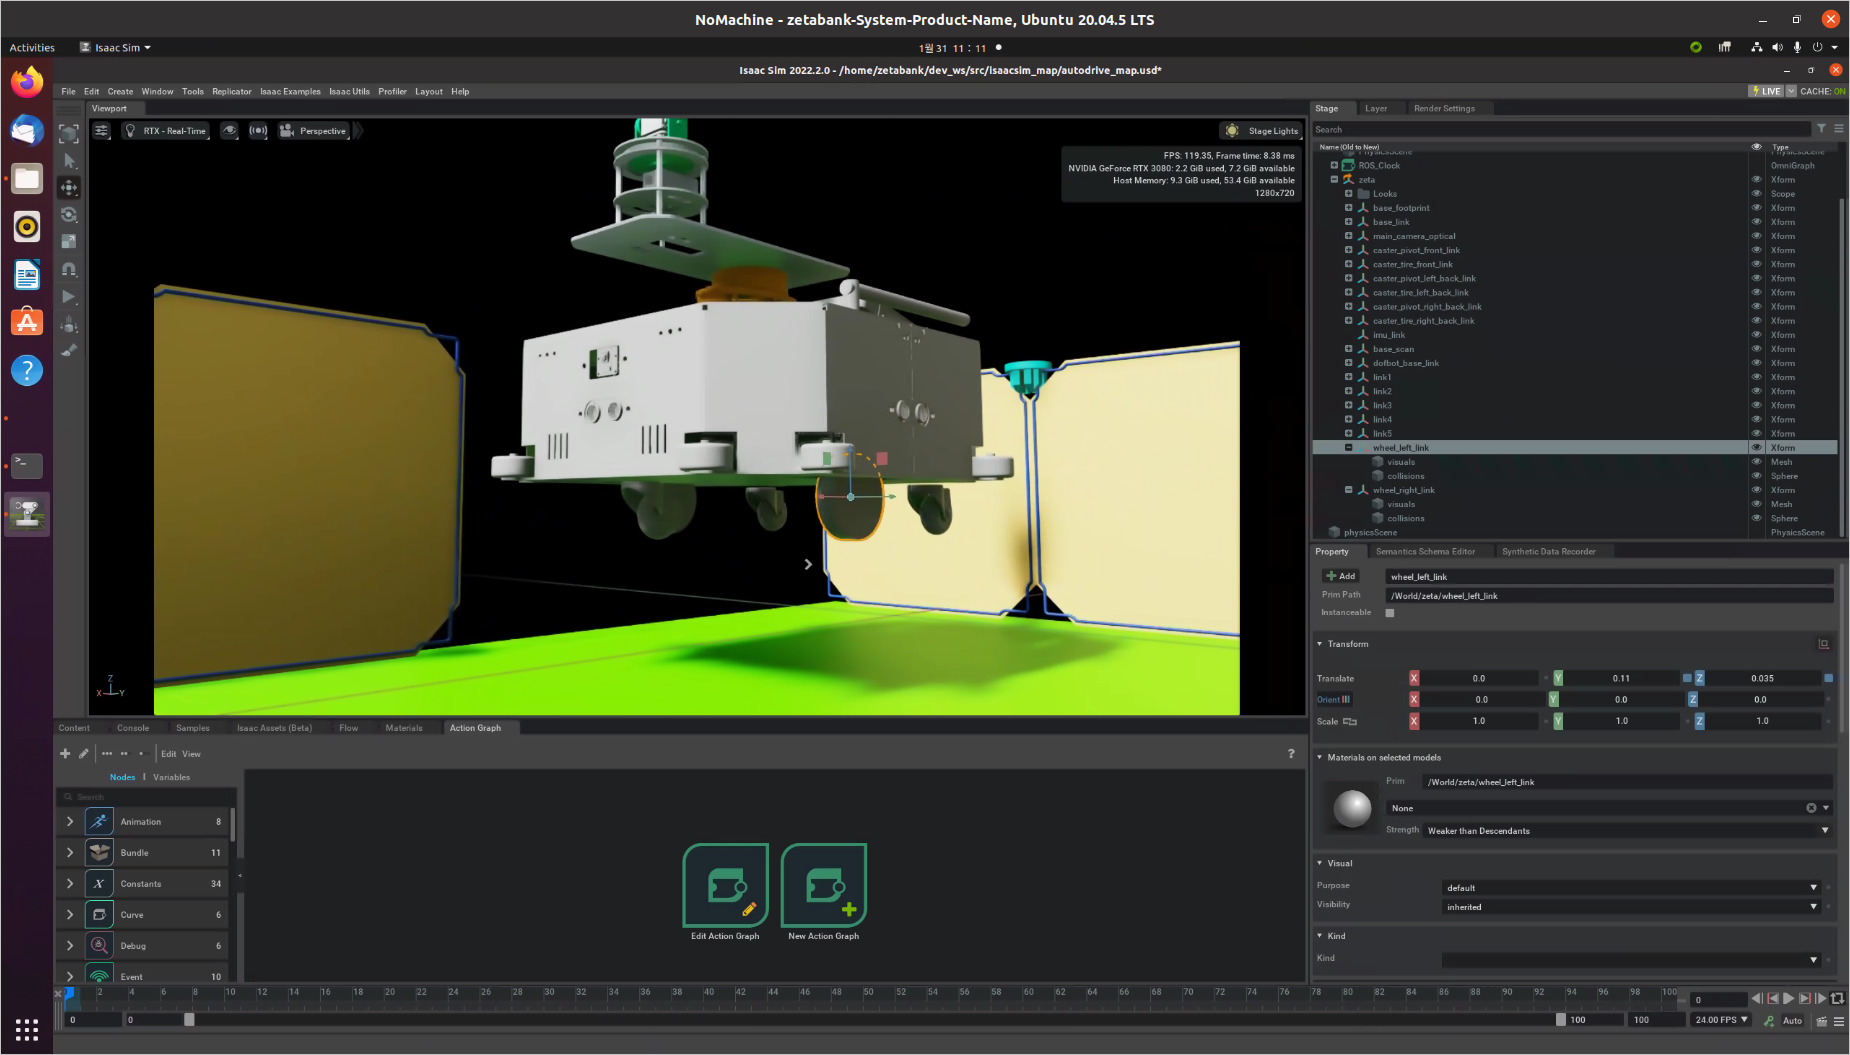 NoMachine - zetabank-System-Product-Name, Ubuntu 20.04.5 LTS
Activities
Isaac Sim
1월 31 11 : 11
Isaac Sim 2022.2.0 - /home/zetabank/dev_ws/src/isaacsim_map/autodrive_map.usd*
File Edit Create Window Tools Replicator Isaac Examples Isaac Utils Profiler Layout Help
LIVE
CACHE: ON
Viewport
RTX - Real-Time
Perspective
Stage Lights
FPS: 119.35, Frame time: 8.38 ms
NVIDIA GeForce RTX 3080: 2.2 GiB used, 7.2 GiB available
Host Memory: 9.3 GiB used, 53.4 GiB available
1280x720
Z
X Y
Stage Layer Render Settings
Search
Name (Old to New) Type
PhysicsScene PhysicsScene
ROS_Clock OmniGraph
zeta Xform
Looks Scope
base_footprint Xform
base_link Xform
main_camera_optical Xform
caster_pivot_front_link Xform
caster_tire_front_link Xform
caster_pivot_left_back_link Xform
caster_tire_left_back_link Xform
caster_pivot_right_back_link Xform
caster_tire_right_back_link Xform
imu_link Xform
base_scan Xform
dofbot_base_link Xform
link1 Xform
link2 Xform
link3 Xform
link4 Xform
link5 Xform
wheel_left_link Xform
visuals Mesh
collisions Sphere
wheel_right_link Xform
visuals Mesh
collisions Sphere
physicsScene PhysicsScene
Property Semantics Schema Editor Synthetic Data Recorder
Add wheel_left_link
Prim Path /World/zeta/wheel_left_link
Instanceable
Transform
Translate X 0.0 Y 0.11 Z 0.035
Orient X 0.0 Y 0.0 Z 0.0
Scale X 1.0 Y 1.0 Z 1.0
Materials on selected models
Prim /World/zeta/wheel_left_link
None
Strength Weaker than Descendants
Visual
Purpose default
Visibility inherited
Kind
Kind
Content Console Samples Isaac Assets (Beta) Flow Materials Action Graph
Edit View
?
Nodes | Variables
Search
Animation 8
Bundle 11
Constants 34
Curve 6
Debug 6
Event 10
Edit Action Graph
New Action Graph
2 4 6 8 10 12 14 16 18 20 22 24 26 28 30 32 34 36 38 40 42 44 46 48 50 52 54 56 58 60 62 64 66 68 70 72 74 76 78 80 82 84 86 88 90 92 94 96 98 100
0
0 0 100 100 24.00 FPS Auto